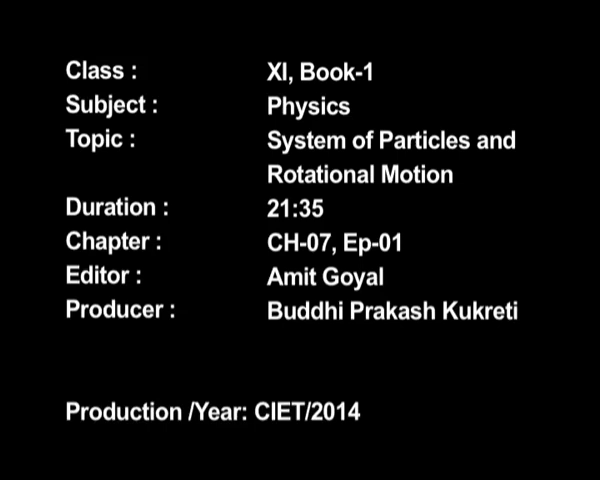 Class : XI, Book-1
Subject : Physics
Topic : System of Particles and
Rotational Motion
Duration : 21:35
Chapter : CH-07, Ep-01
Editor : Amit Goyal
Producer : Buddhi Prakash Kukreti
Production /Year: CIET/2014